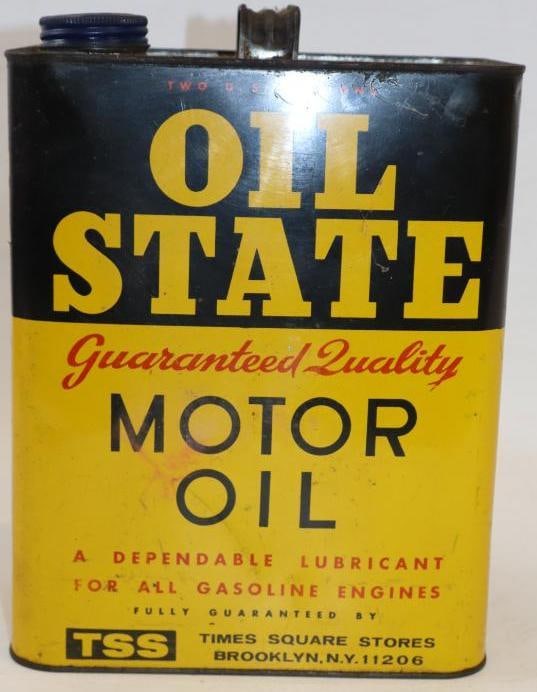 TWO U.S.
OIL
STATE
Guaranteed Quality
MOTOR
OIL
A DEPENDABLE LUBRICANT
FOR ALL GASOLINE ENGINES
FULLY GUARANTEED BY
TSS TIMES SQUARE STORES
BROOKLYN, N.Y. 11206